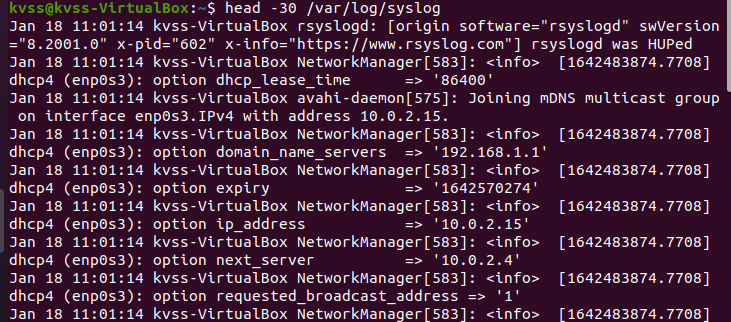 kvss@kvss-VirtualBox:~$ head -30 /var/log/syslog
Jan 18 11:01:14 kvss-VirtualBox rsyslogd: [origin software="rsyslogd" swVersion
="8.2001.0" x-pid="602" x-info="https://www.rsyslog.com"] rsyslogd was HUPed
Jan 18 11:01:14 kvss-VirtualBox NetworkManager[583]: <info>  [1642483874.7708]
dhcp4 (enp0s3): option dhcp_lease_time      => '86400'
Jan 18 11:01:14 kvss-VirtualBox avahi-daemon[575]: Joining mDNS multicast group
 on interface enp0s3.IPv4 with address 10.0.2.15.
Jan 18 11:01:14 kvss-VirtualBox NetworkManager[583]: <info>  [1642483874.7708]
dhcp4 (enp0s3): option domain_name_servers  => '192.168.1.1'
Jan 18 11:01:14 kvss-VirtualBox NetworkManager[583]: <info>  [1642483874.7708]
dhcp4 (enp0s3): option expiry               => '1642570274'
Jan 18 11:01:14 kvss-VirtualBox NetworkManager[583]: <info>  [1642483874.7708]
dhcp4 (enp0s3): option ip_address           => '10.0.2.15'
Jan 18 11:01:14 kvss-VirtualBox NetworkManager[583]: <info>  [1642483874.7708]
dhcp4 (enp0s3): option next_server          => '10.0.2.4'
Jan 18 11:01:14 kvss-VirtualBox NetworkManager[583]: <info>  [1642483874.7708]
dhcp4 (enp0s3): option requested_broadcast_address => '1'
Jan 18 11:01:14 kvss-VirtualBox NetworkManager[583]: <info>  [1642483874.7708]